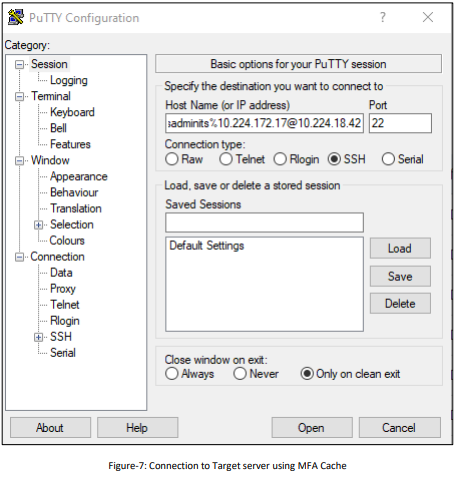 PuTTY Configuration ? ×
Category:
Session
Logging
Terminal
Keyboard
Bell
Features
Window
Appearance
Behaviour
Translation
Selection
Colours
Connection
Data
Proxy
Telnet
Rlogin
SSH
Serial
Basic options for your PuTTY session
Specify the destination you want to connect to
Host Name (or IP address) Port
adminits%10.224.172.17@10.224.18.42 22
Connection type:
Raw Telnet Rlogin SSH Serial
Load, save or delete a stored session
Saved Sessions
Default Settings
Load
Save
Delete
Close window on exit:
Always Never Only on clean exit
About Help Open Cancel
Figure-7: Connection to Target server using MFA Cache